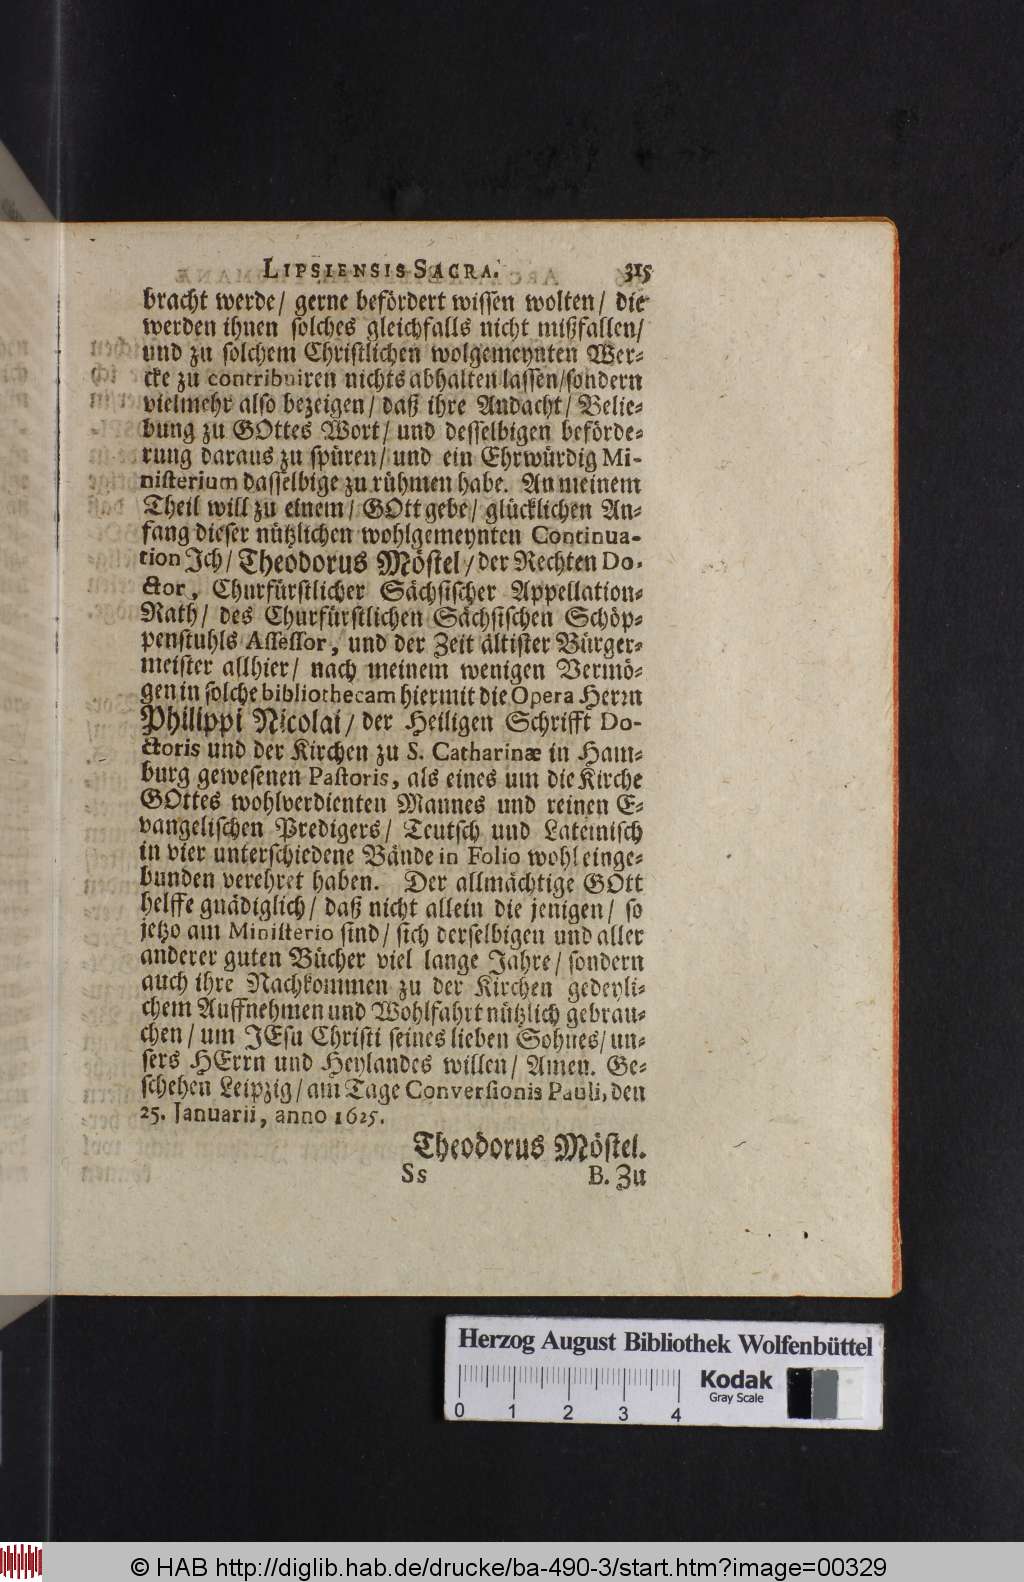 LIPSIENSIS SACRA. 315
bracht werde/ gerne befördert wissen wolten/ die
werden ihnen solches gleichfalls nicht mißfallen/
und zu solchem Christlichen wolgemeynten Wer-
cke zu contribuiren nichts abhalten lassen/sondern
vielmehr also bezeigen/ daß ihre Andacht/ Belie-
bung zu GOttes Wort/ und desselbigen beförde-
rung daraus zu spüren/ und ein Ehrwürdig Mi-
nisterium dasselbige zu rühmen habe. An meinem
Theil will zu einem/ GOtt gebe/ glücklichen An-
fang dieser nützlichen wohlgemeynten Continua-
tion Ich/ Theodorus Möstel/ der Rechten Do-
ctor, Churfürstlicher Sächsischer Appellation-
Rath/ des Churfürstlichen Sächsischen Schöp-
penstuhls Assessor, und der Zeit ältister Bürger-
meister allhier/ nach meinem wenigen Vermö-
gen in solche bibliothecam hiermit die Opera Herrn
Philippi Nicolai/ der Heiligen Schrifft Do-
ctoris und der Kirchen zu S. Catharinæ in Ham-
burg gewesenen Pastoris, als eines um die Kirche
GOttes wohlverdienten Mannes und reinen E-
vangelischen Predigers/ Teutsch und Lateinisch
in vier unterschiedene Bände in Folio wohl einge-
bunden verehret haben. Der allmächtige GOtt
helffe gnädiglich/ daß nicht allein die jenigen/ so
jetzo am Ministerio sind/ sich derselbigen und aller
anderer guten Bücher viel lange Jahre/ sondern
auch ihre Nachkommen zu der Kirchen gedeyli-
chem Auffnehmen und Wohlfahrt nützlich gebrau-
chen/ um JEsu Christi seines lieben Sohnes/ un-
sers HErrn und Heylandes willen/ Amen. Ge-
schehen Leipzig/ am Tage Conversionis Pauli, den
25. Ianuarii, anno 1625.
Theodorus Möstel.
Ss B. Zu
Herzog August Bibliothek Wolfenbüttel
0 1 2 3 4
Kodak
Gray Scale
© HAB http://diglib.hab.de/drucke/ba-490-3/start.htm?image=00329